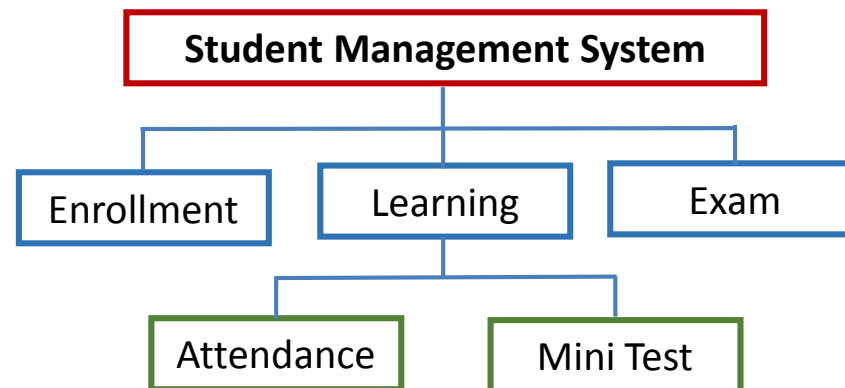 Student Management System
Enrollment
Learning
Exam
Attendance
Mini Test